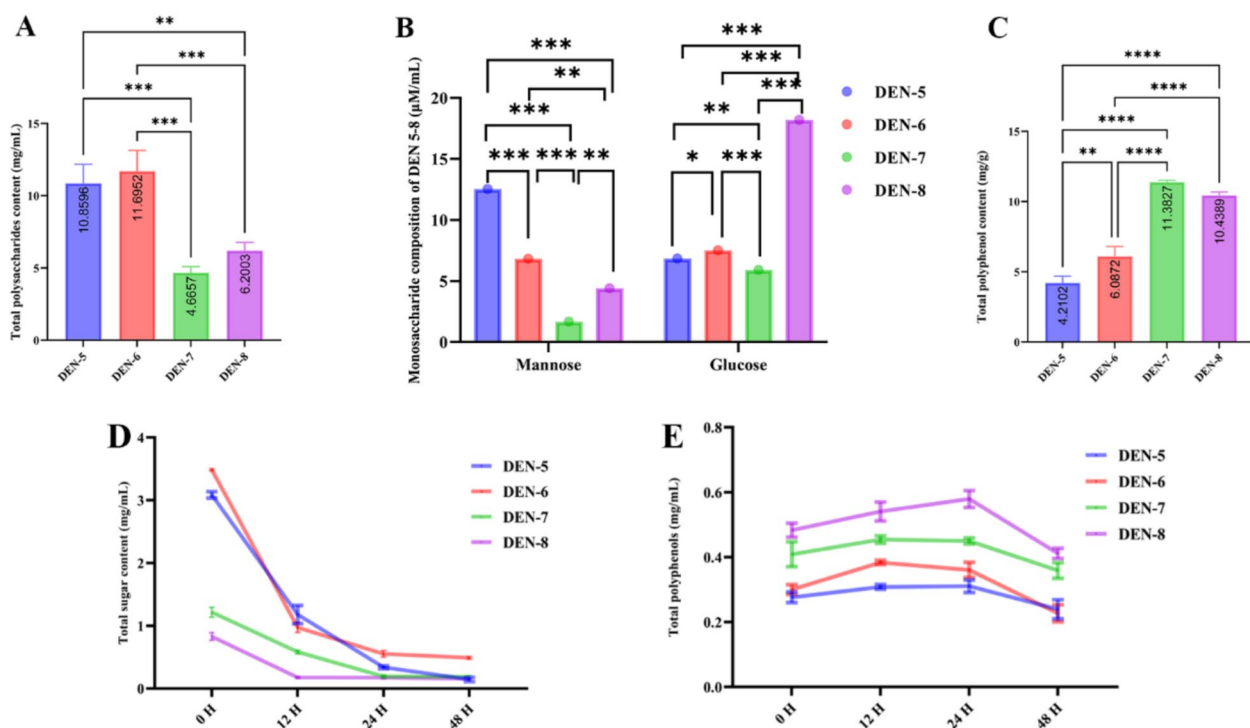 A
**
***
***
***
Total polysaccharides content (mg/mL)
15
10
5
0
10.8596
11.6952
4.6657
6.2003
DEN-5
DEN-6
DEN-7
DEN-8
B
***
***
**
***
***
***
**
***
***
**
*
***
Monosaccharide composition of DEN 5-8 (μM/mL)
20
15
10
5
0
Mannose
Glucose
DEN-5
DEN-6
DEN-7
DEN-8
C
****
****
****
**
****
Total polyphenol content (mg/g)
15
10
5
0
4.2102
6.0872
11.3827
10.4389
DEN-5
DEN-6
DEN-7
DEN-8
D
Total sugar content (mg/mL)
4
3
2
1
0
0 H
12 H
24 H
48 H
DEN-5
DEN-6
DEN-7
DEN-8
E
Total polyphenols (mg/mL)
0.8
0.6
0.4
0.2
0.0
0 H
12 H
24 H
48 H
DEN-5
DEN-6
DEN-7
DEN-8